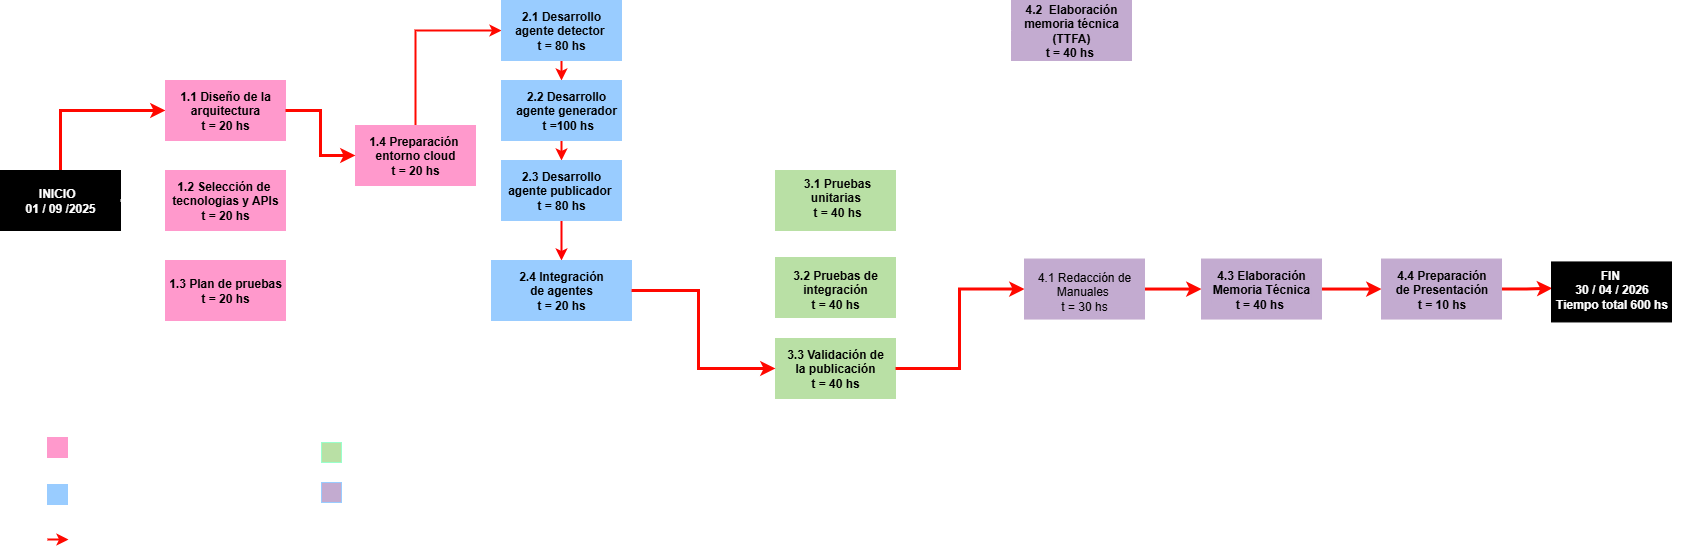 INICIO
01 / 09 /2025
1.1 Diseño de la
arquitectura
t = 20 hs
1.2 Selección de
tecnologias y APIs
t = 20 hs
1.3 Plan de pruebas
t = 20 hs
1.4 Preparación
entorno cloud
t = 20 hs
2.1 Desarrollo
agente detector
t = 80 hs
2.2 Desarrollo
agente generador
t =100 hs
2.3 Desarrollo
agente publicador
t = 80 hs
2.4 Integración
de agentes
t = 20 hs
3.1 Pruebas
unitarias
t = 40 hs
3.2 Pruebas de
integración
t = 40 hs
3.3 Validación de
la publicación
t = 40 hs
4.2 Elaboración
memoria técnica
(TTFA)
t = 40 hs
4.1 Redacción de
Manuales
t = 30 hs
4.3 Elaboración
Memoria Técnica
t = 40 hs
4.4 Preparación
de Presentación
t = 10 hs
FIN
30 / 04 / 2026
Tiempo total 600 hs